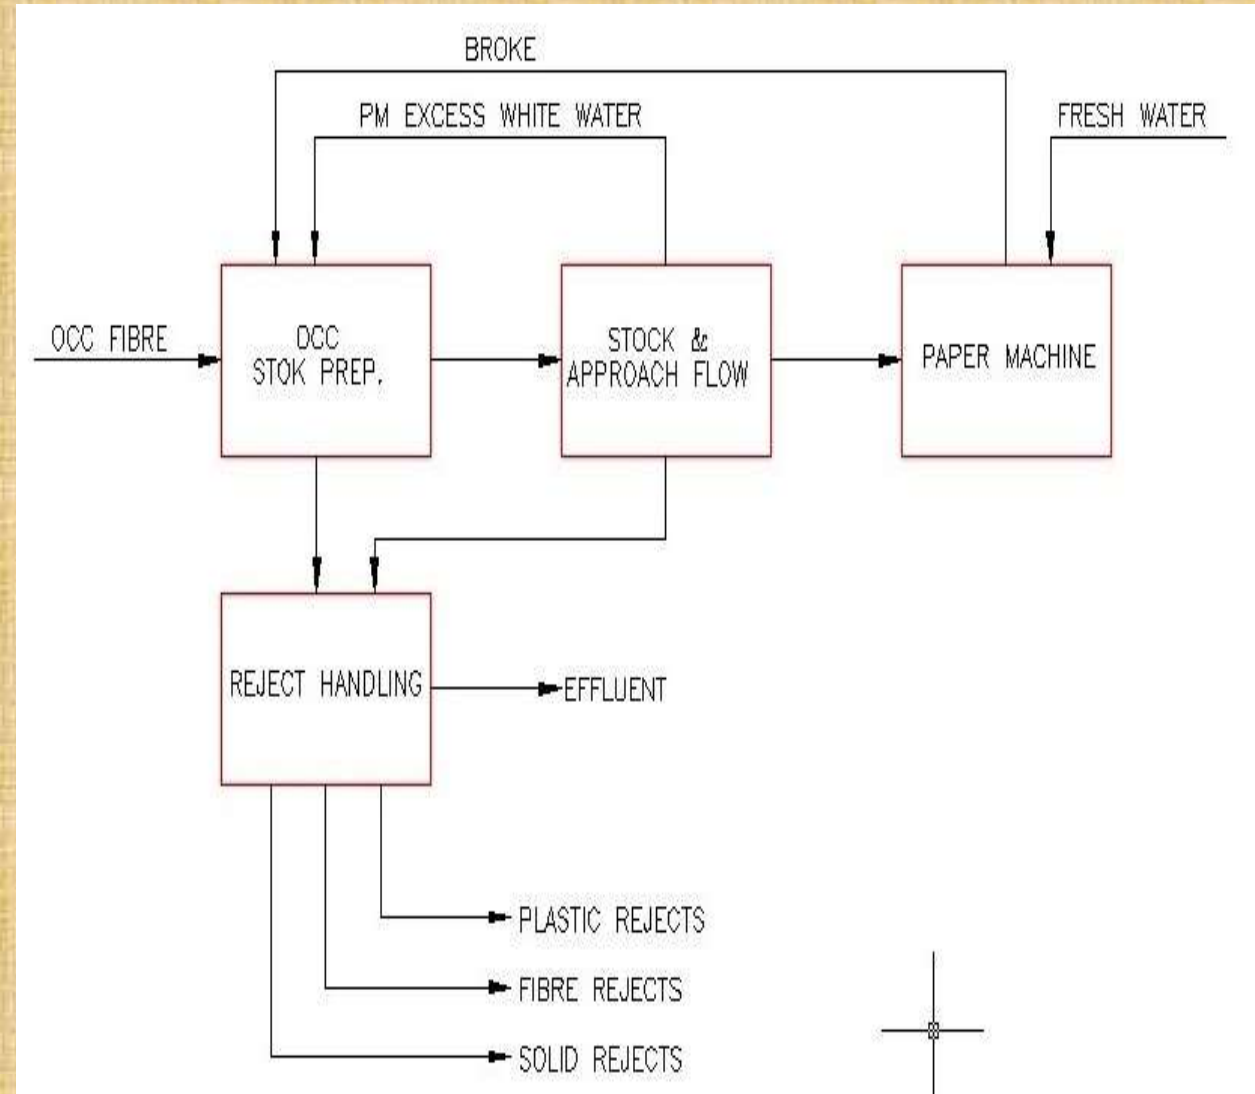 BROKE
PM EXCESS WHITE WATER
FRESH WATER
OCC FIBRE
OCC
STOK PREP.
STOCK &
APPROACH FLOW
PAPER MACHINE
REJECT HANDLING
EFFLUENT
PLASTIC REJECTS
FIBRE REJECTS
SOLID REJECTS